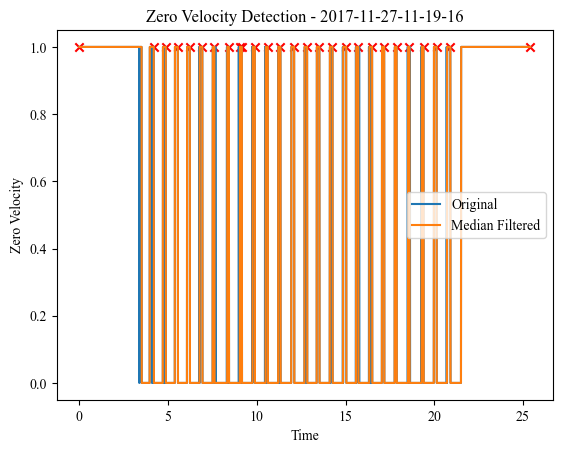 Zero Velocity Detection - 2017-11-27-11-19-16
1.0
0.8
0.6
0.4
0.2
0.0
Zero Velocity
Original
Median Filtered
0
5
10
15
20
25
Time